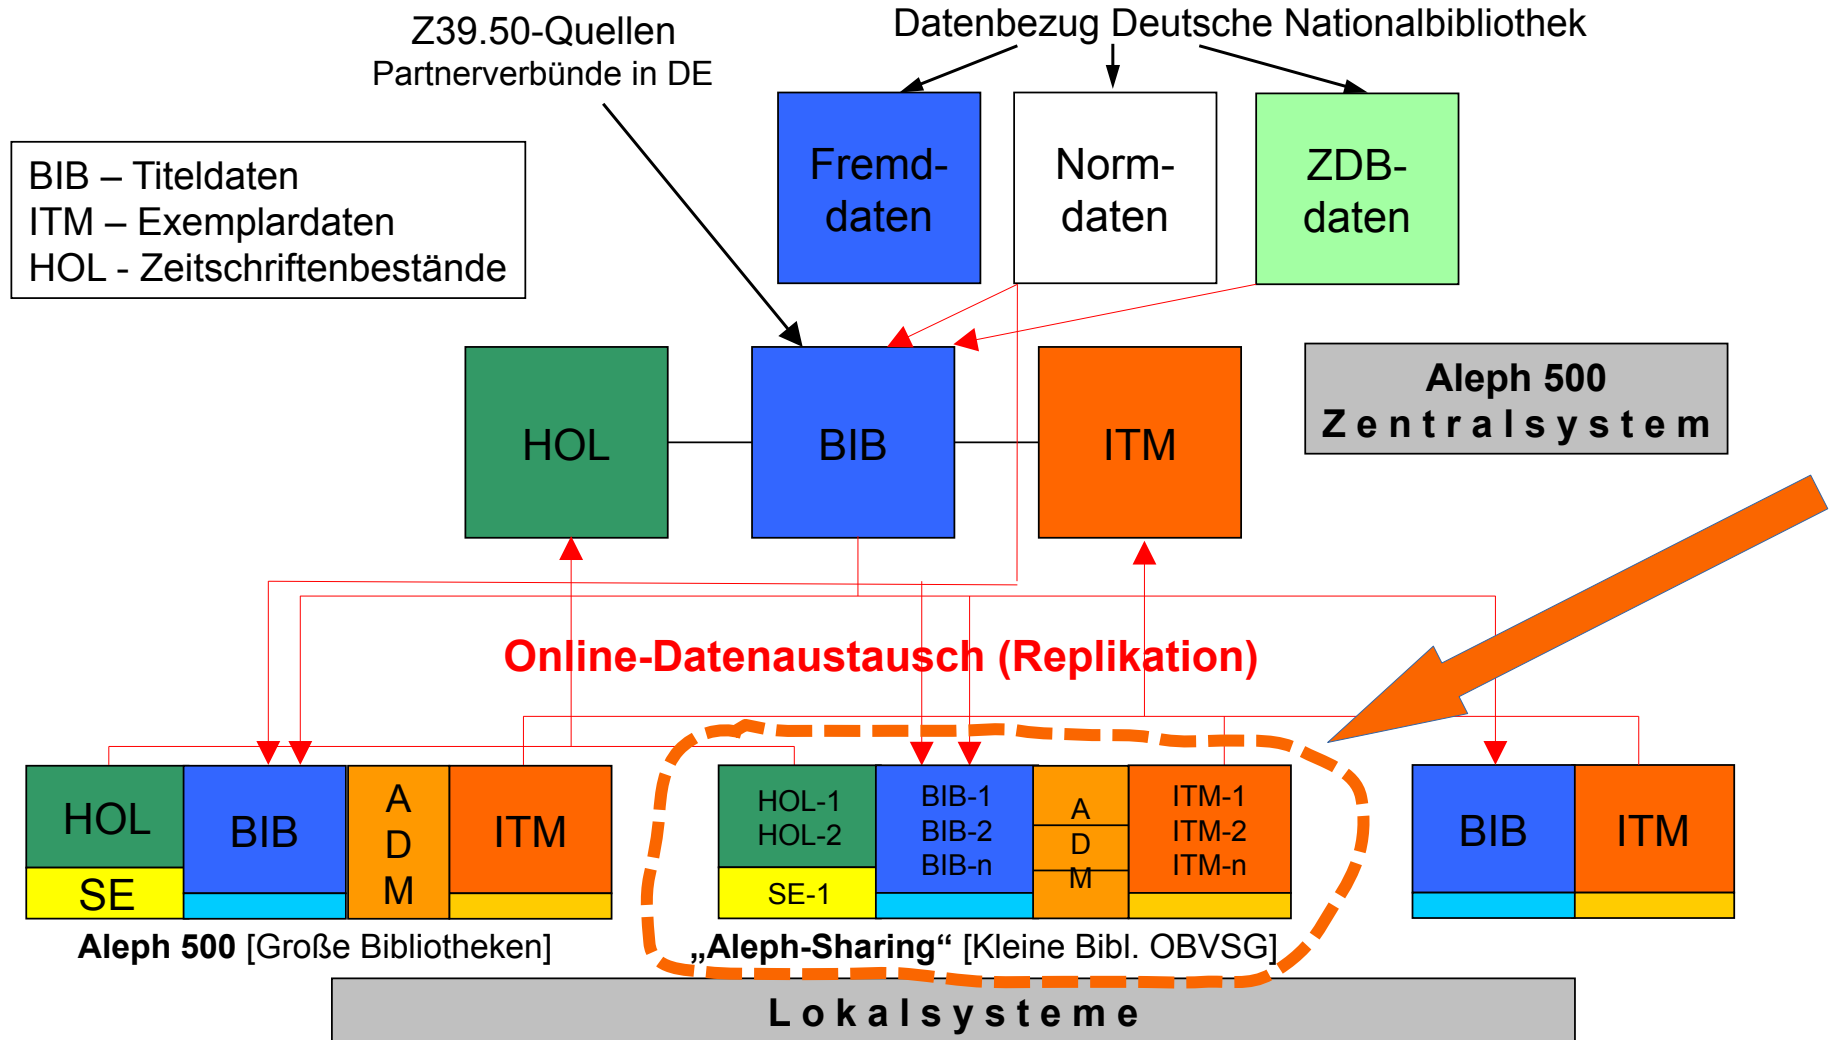 Z39.50-Quellen
Partnerverbünde in DE
Datenbezug Deutsche Nationalbibliothek
BIB – Titeldaten
ITM – Exemplardaten
HOL - Zeitschriftenbestände
Fremd-
daten
Norm-
daten
ZDB-
daten
HOL
BIB
ITM
Aleph 500
Zentralsystem
Online-Datenaustausch (Replikation)
HOL
SE
BIB
A
D
M
ITM
HOL-1
HOL-2
SE-1
BIB-1
BIB-2
BIB-n
A
D
M
ITM-1
ITM-2
ITM-n
BIB
ITM
Aleph 500 [Große Bibliotheken]
„Aleph-Sharing“ [Kleine Bibl. OBVSG]
Lokalsysteme